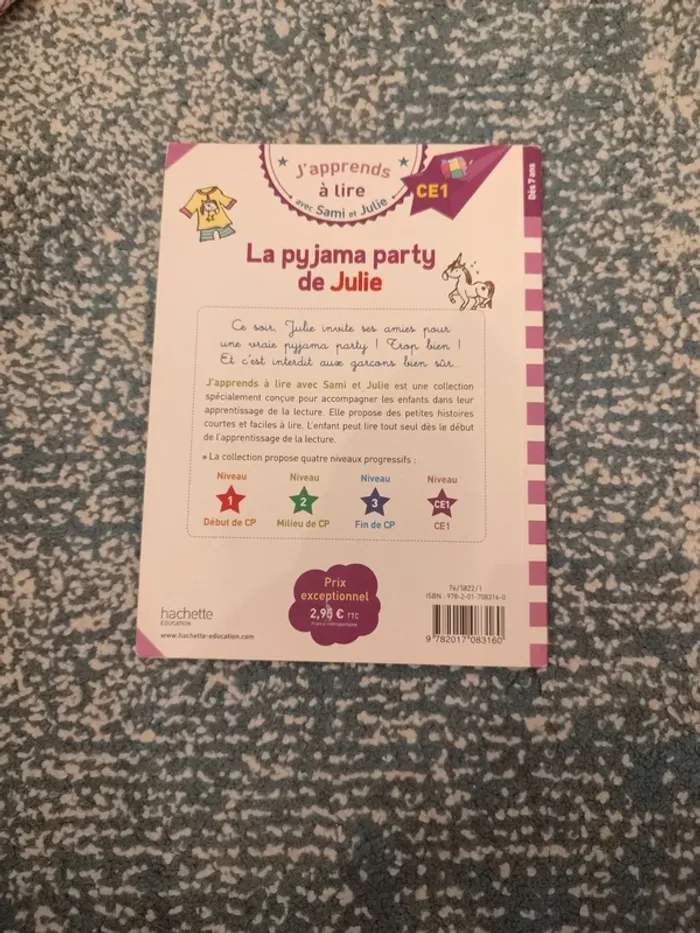 J'apprends
à lire
avec Sami et Julie
CE1
Dès 7 ans
La pyjama party
de Julie
Ce soir, Julie invite ses amies pour
une vraie pyjama party ! Trop bien !
Et c'est interdit aux garçons bien sûr...
J'apprends à lire avec Sami et Julie est une collection
spécialement conçue pour accompagner les enfants dans leur
apprentissage de la lecture. Elle propose des petites histoires
courtes et faciles à lire. L'enfant peut lire tout seul dès le début
de l'apprentissage de la lecture.
• La collection propose quatre niveaux progressifs :
Niveau Niveau Niveau Niveau
1 2 3 CE1
Début de CP Milieu de CP Fin de CP CE1
Prix
exceptionnel
2,95 € TTC
France métropolitaine
hachette
ÉDUCATION
www.hachette-education.com
76/5822/1
ISBN : 978-2-01-708316-0
9 782017 083160